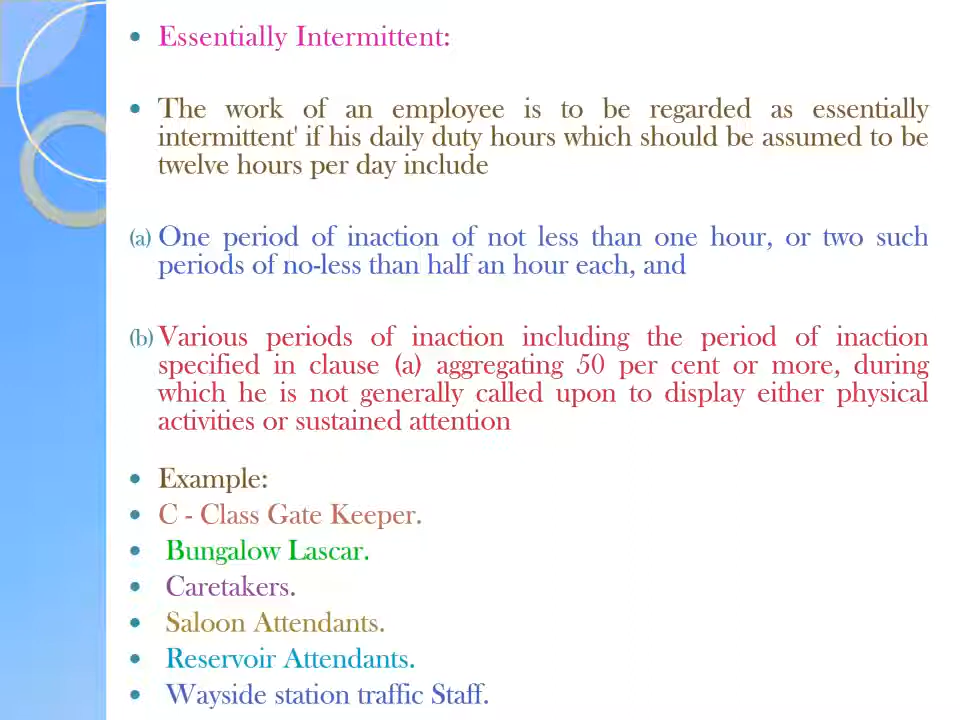 • Essentially Intermittent:
• The work of an employee is to be regarded as essentially
intermittent' if his daily duty hours which should be assumed to be
twelve hours per day include
(a) One period of inaction of not less than one hour, or two such
periods of no-less than half an hour each, and
(b) Various periods of inaction including the period of inaction
specified in clause (a) aggregating 50 per cent or more, during
which he is not generally called upon to display either physical
activities or sustained attention
• Example:
• C - Class Gate Keeper.
• Bungalow Lascar.
• Caretakers.
• Saloon Attendants.
• Reservoir Attendants.
• Wayside station traffic Staff.